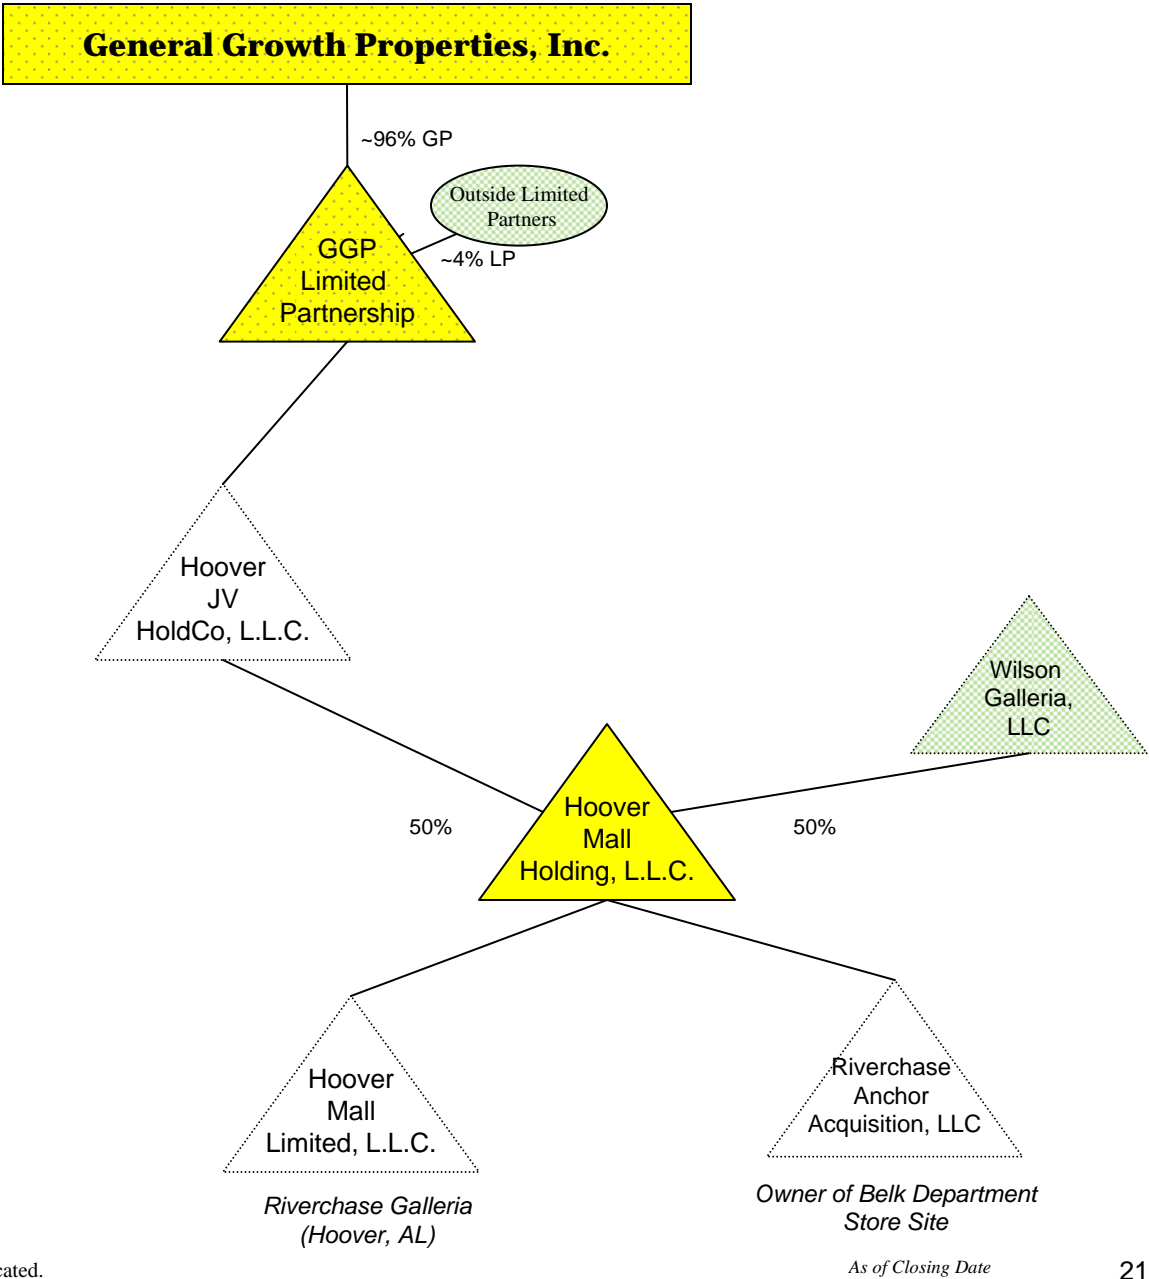 General Growth Properties, Inc.
~96% GP
Outside Limited
Partners
~4% LP
GGP
Limited
Partnership
Hoover
JV
HoldCo, L.L.C.
Wilson
Galleria,
LLC
50%
Hoover
Mall
Holding, L.L.C.
50%
Hoover
Mall
Limited, L.L.C.
Riverchase Galleria
(Hoover, AL)
Riverchase
Anchor
Acquisition, LLC
Owner of Belk Department
Store Site
cated.
As of Closing Date
21